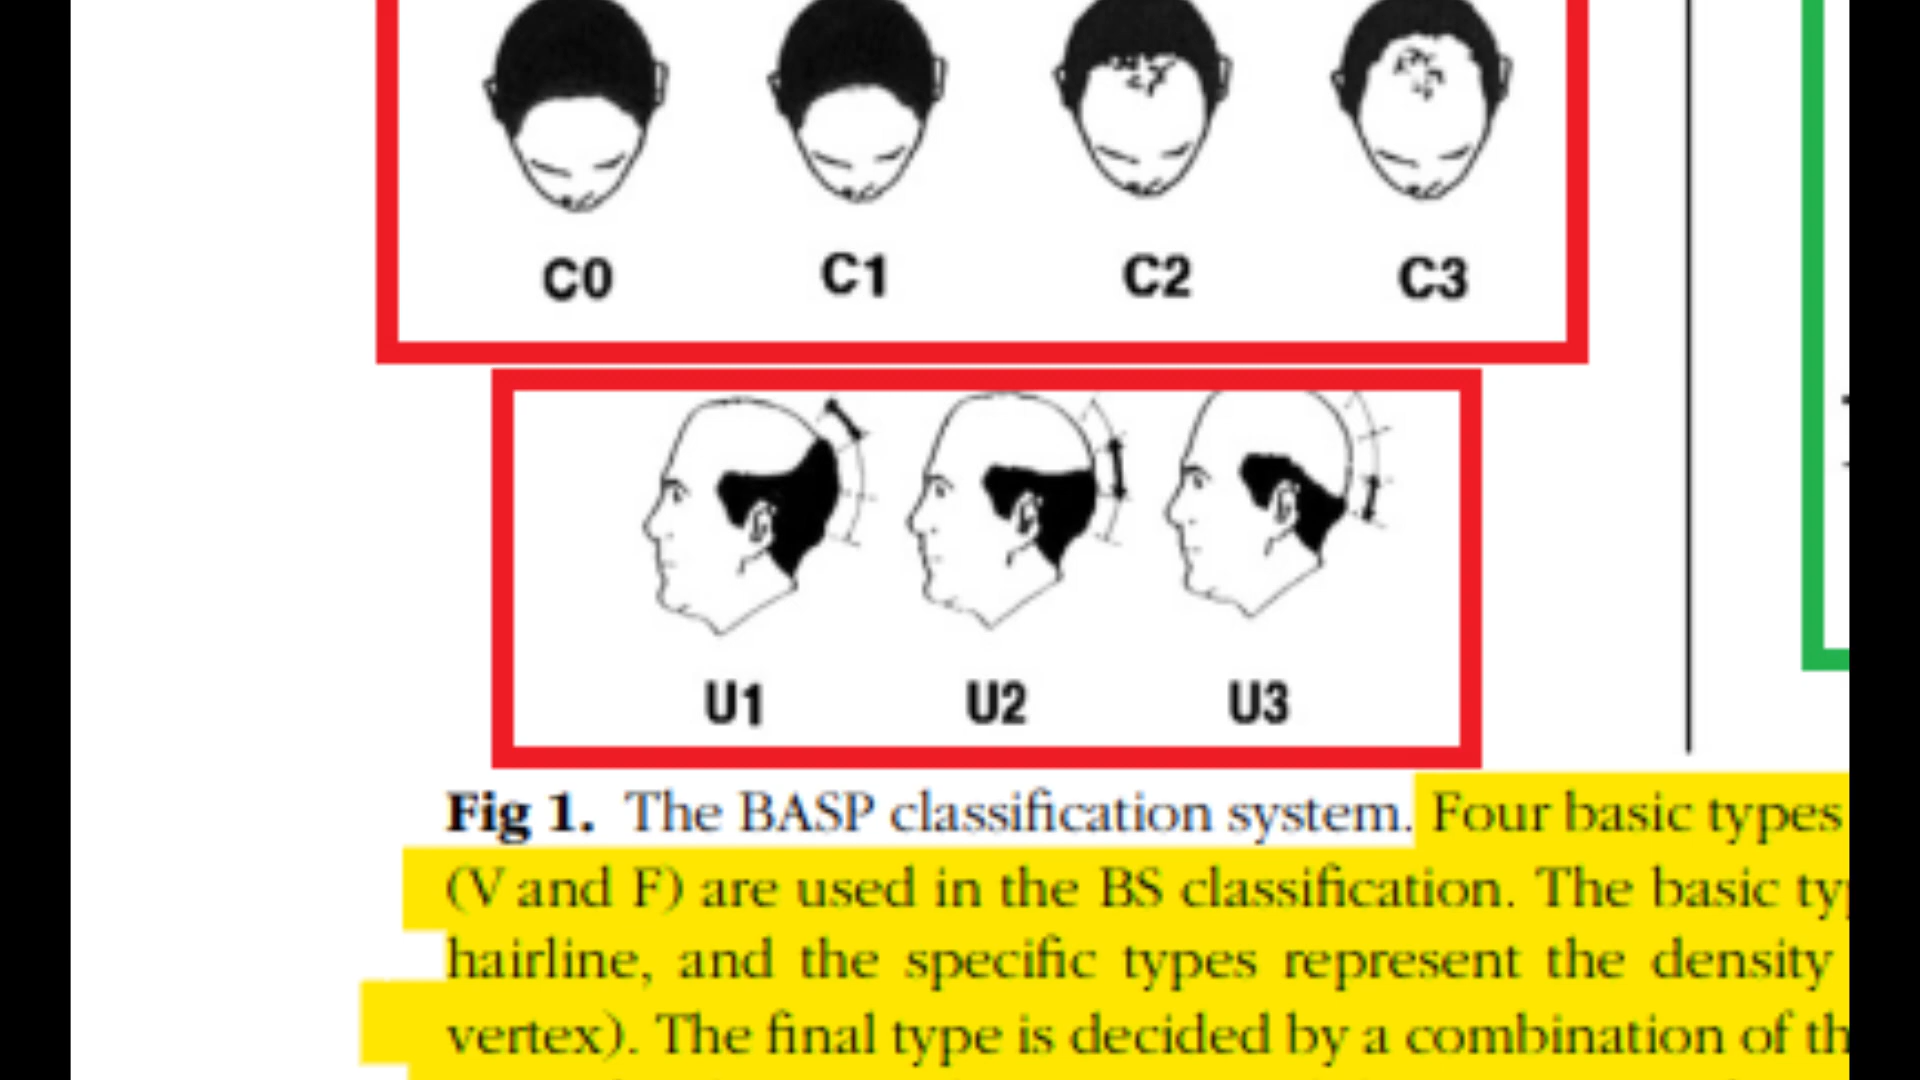 C0 C1 C2 C3
U1 U2 U3
Fig 1. The BASP classification system. Four basic types
(V and F) are used in the BS classification. The basic
hairline, and the specific types represent the density
vertex). The final type is decided by a combination of